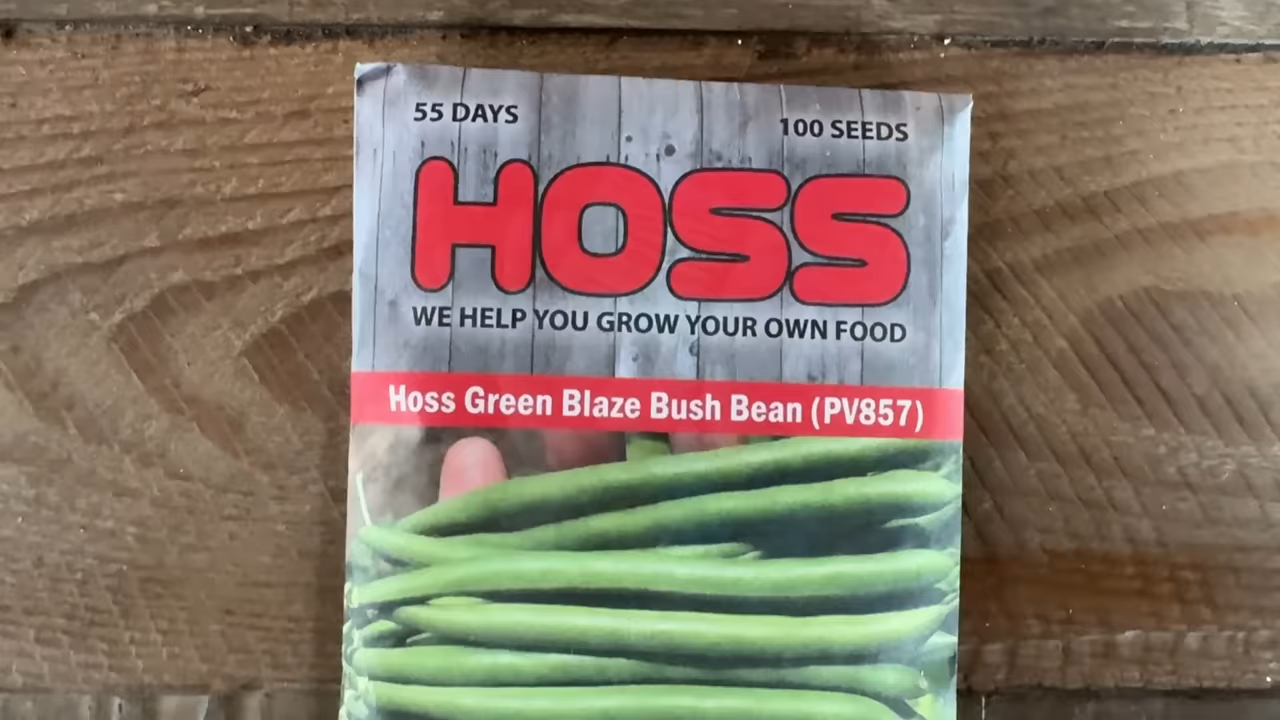 55 DAYS
100 SEEDS
HOSS
WE HELP YOU GROW YOUR OWN FOOD
Hoss Green Blaze Bush Bean (PV857)